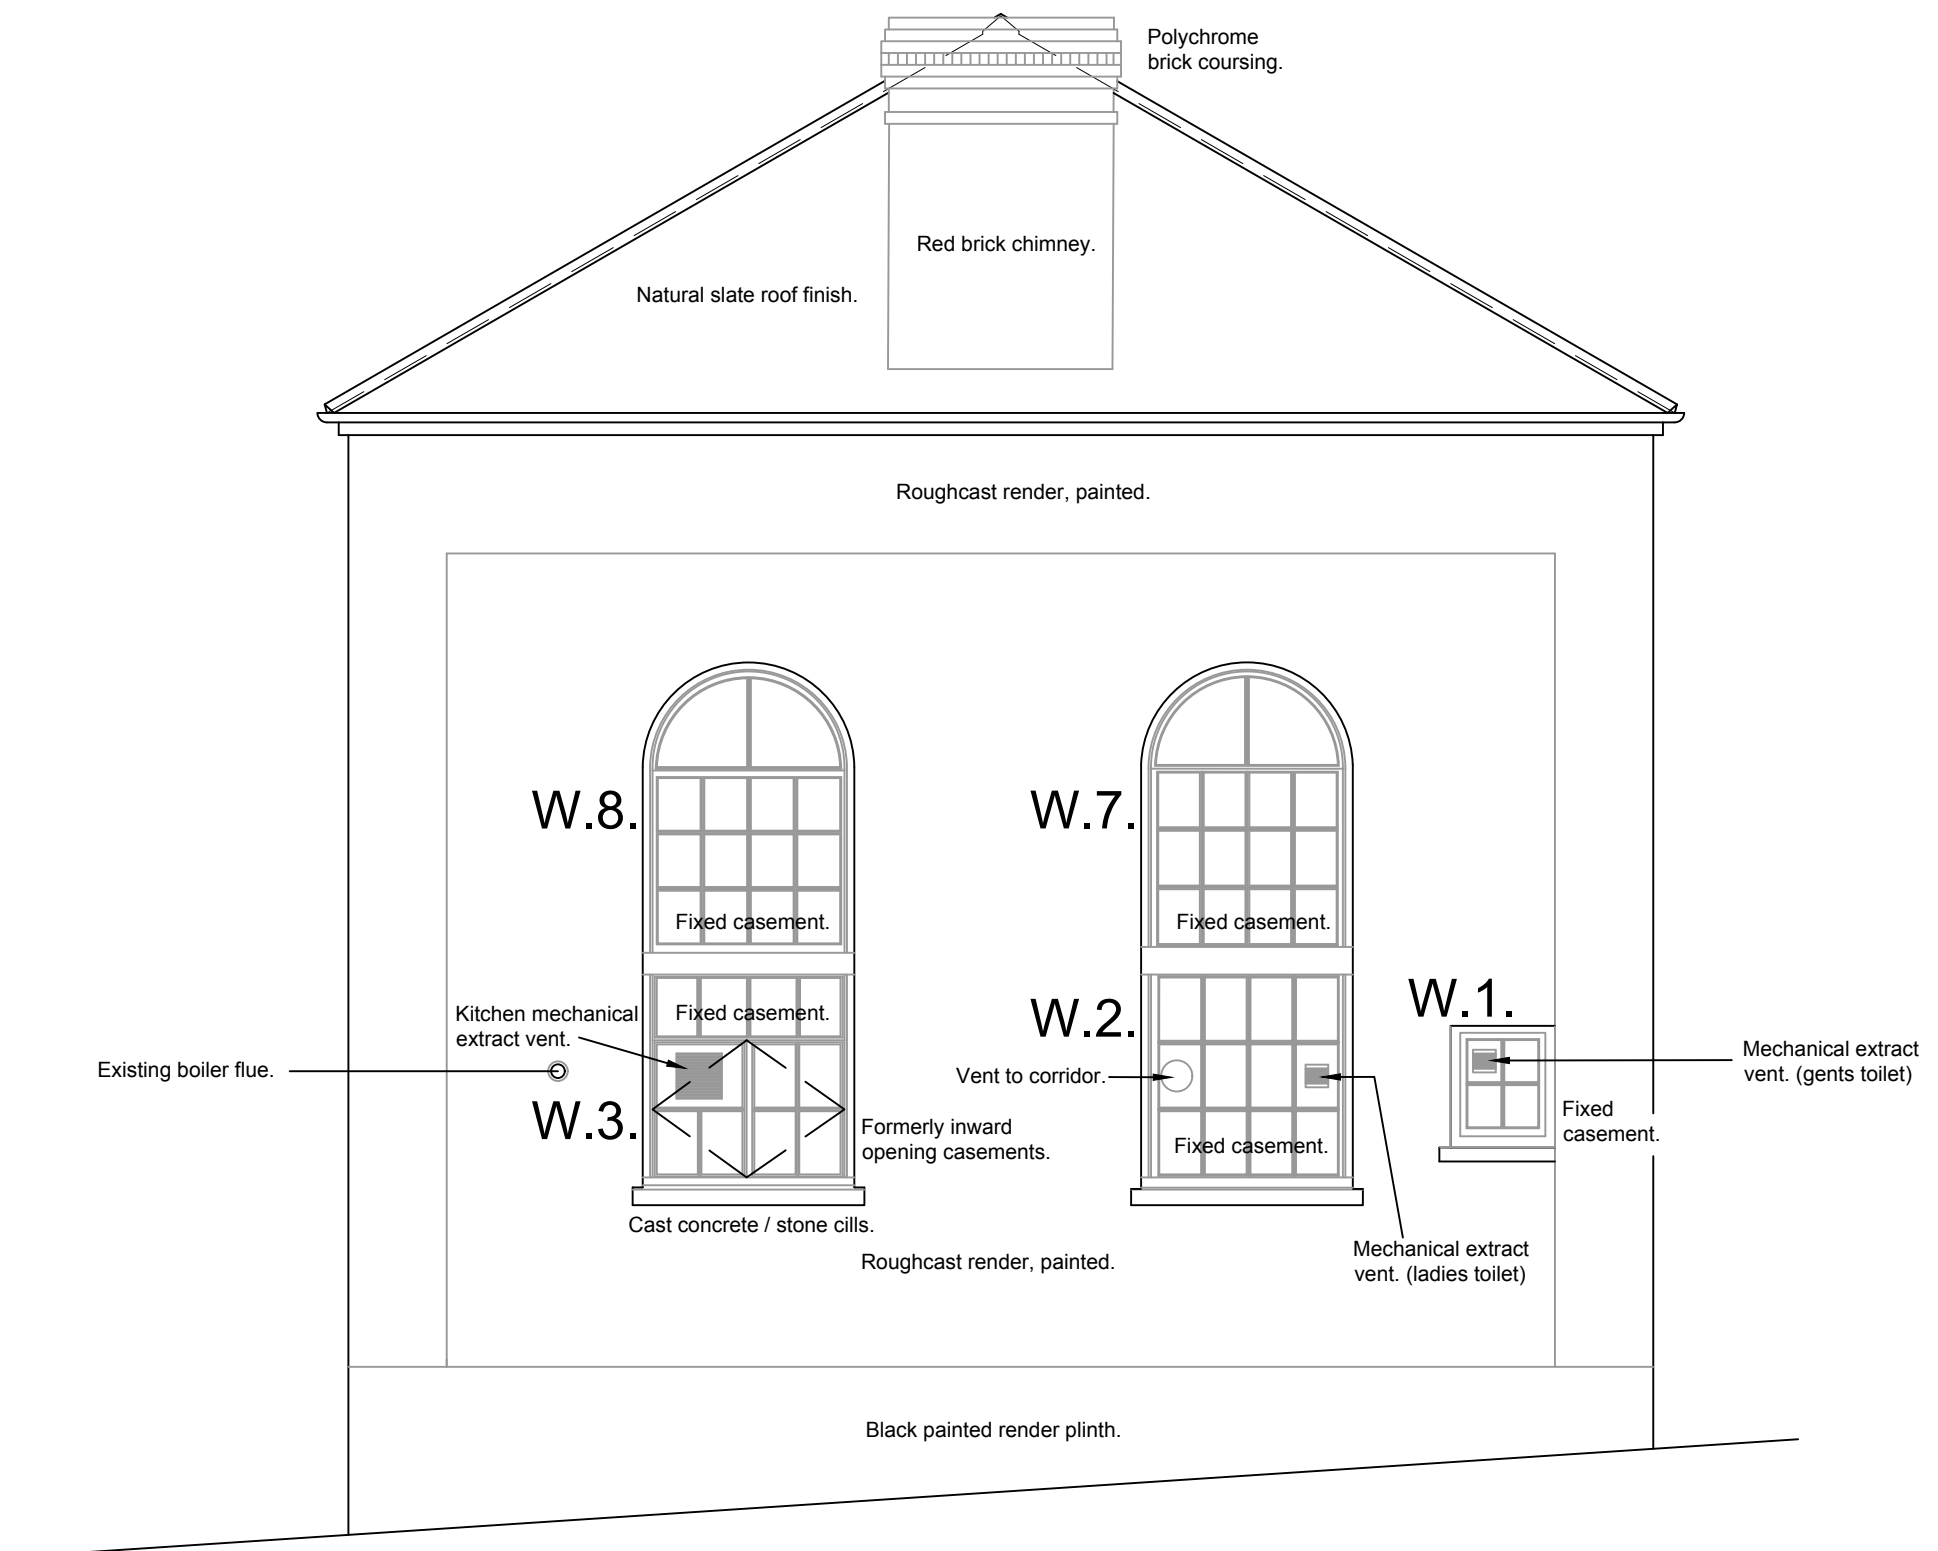 Polychrome
brick coursing.
Red brick chimney.
Natural slate roof finish.
Roughcast render, painted.
W.8.
W.7.
Fixed casement.
Fixed casement.
W.1.
W.2.
Kitchen mechanical
extract vent.
Fixed casement.
Existing boiler flue.
Vent to corridor.
Mechanical extract
vent. (gents toilet)
W.3.
Formerly inward
opening casements.
Fixed casement.
Fixed
casement.
Cast concrete / stone cills.
Roughcast render, painted.
Mechanical extract
vent. (ladies toilet)
Black painted render plinth.